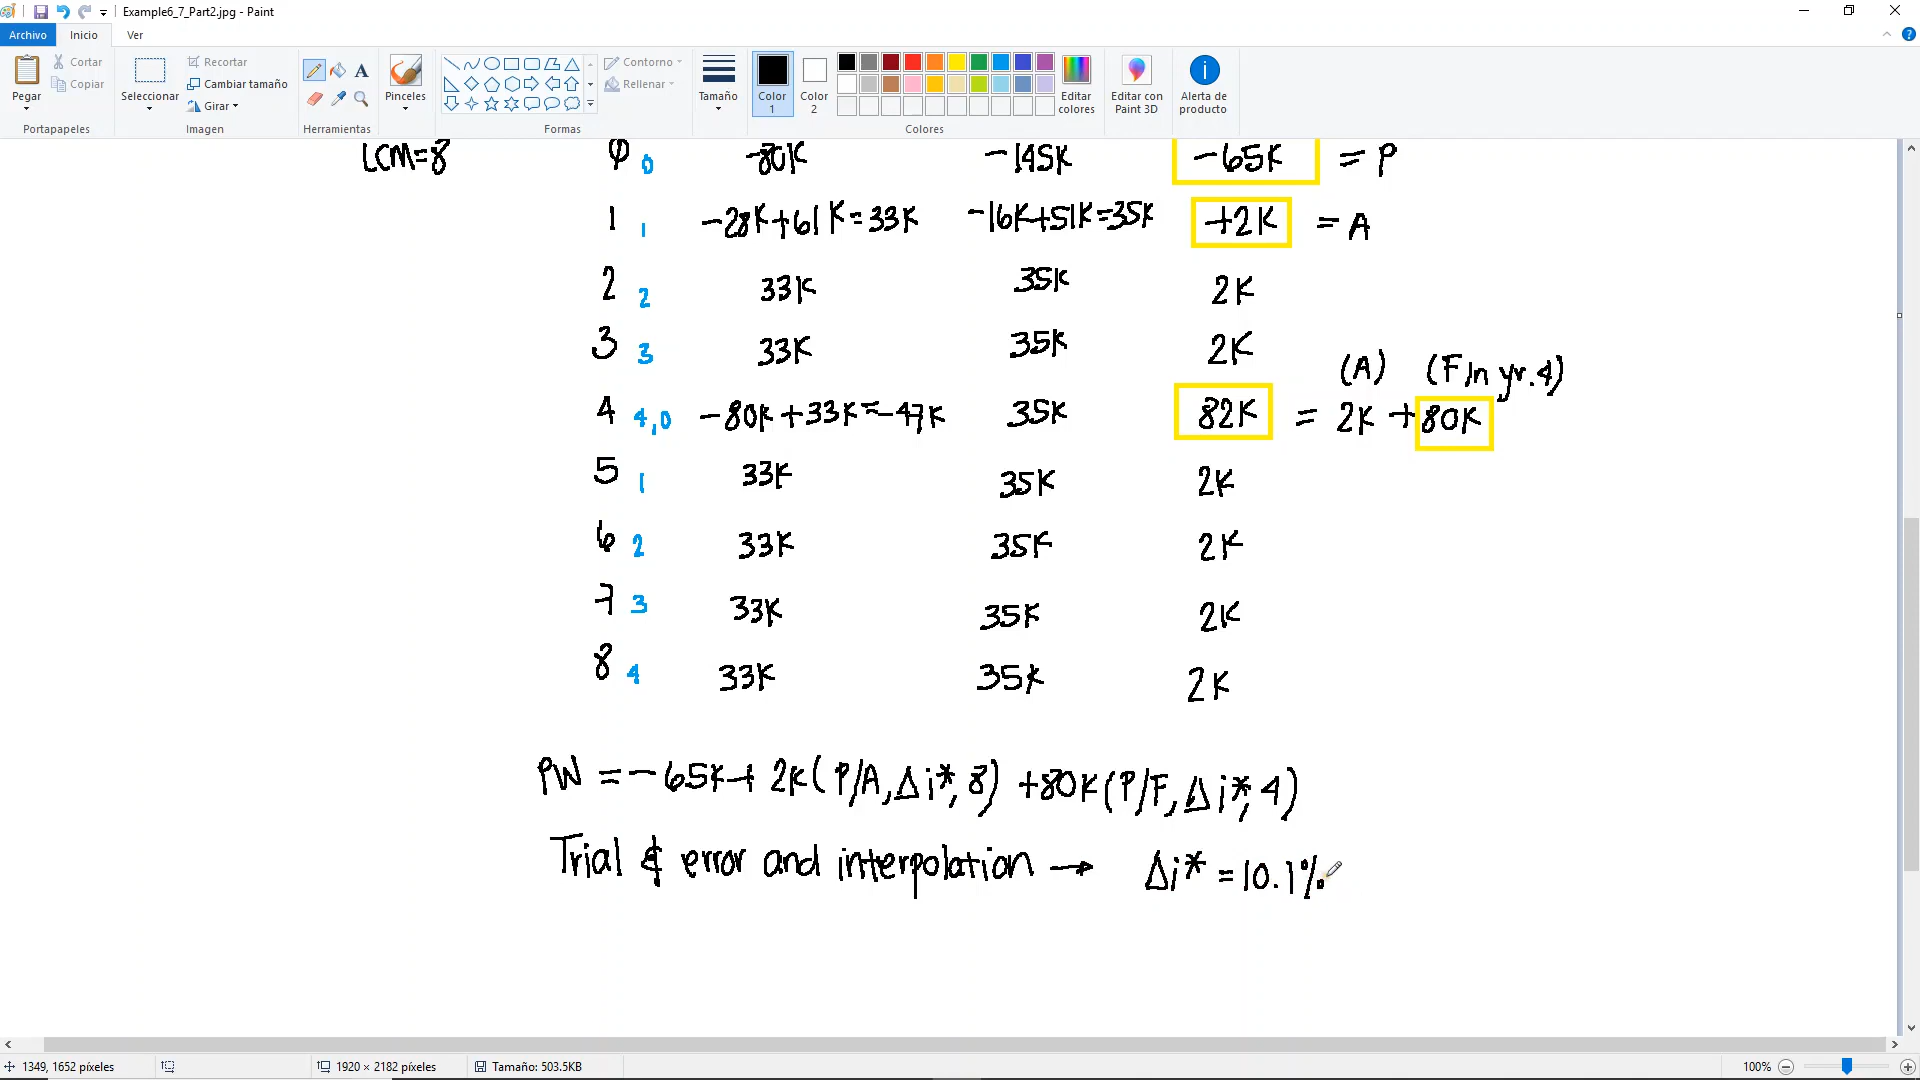 Example6_7_Part2.jpg - Paint
Archivo Inicio Ver
Pegar
Cortar
Copiar
Portapapeles
Seleccionar
Recortar
Cambiar tamaño
Girar
Imagen
A
Herramientas
Pinceles
Contorno
Rellenar
Formas
Tamaño
Color 1
Color 2
Editar colores
Colores
Editar con Paint 3D
Alerta de producto
LCM=8 0 0 -80K -145K -65K = P
1 1 -28K+61K=33K -16K+51K=35K +2K = A
2 2 33K 35K 2K
3 3 33K 35K 2K
(A) (F in yr. 4)
4 4,0 -80K+33K=-47K 35K 82K = 2K +80K
5 1 33K 35K 2K
6 2 33K 35K 2K
7 3 33K 35K 2K
8 4 33K 35K 2K
PW = -65K+ 2K(P/A, Δi*, 8) +80K(P/F, Δi*, 4)
Trial & error and interpolation → Δi* = 10.1%
1349, 1652 píxeles 1920 × 2182 píxeles Tamaño: 503.5KB 100%